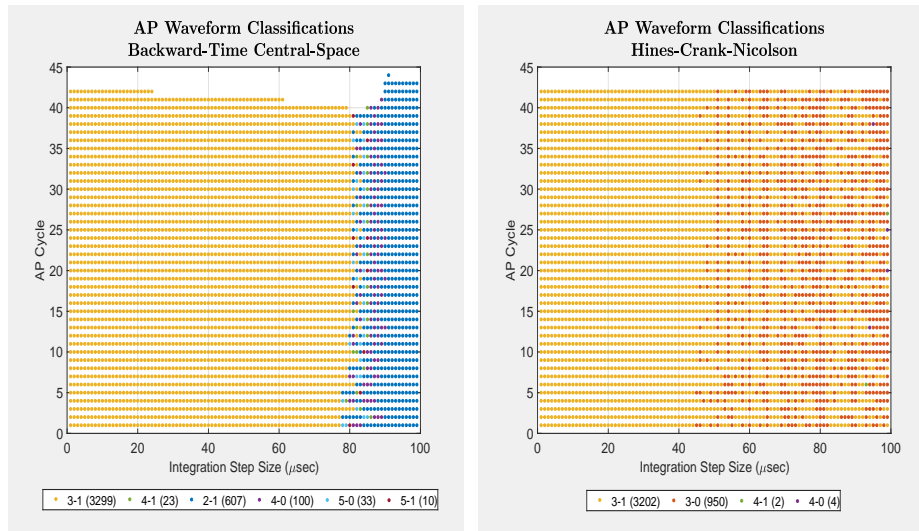 AP Waveform Classifications
Backward-Time Central-Space
45
40
35
30
25
20
15
10
5
0
AP Cycle
0 20 40 60 80 100
Integration Step Size (μsec)
3-1 (3299) 4-1 (23) 2-1 (607) 4-0 (100) 5-0 (33) 5-1 (10)
AP Waveform Classifications
Hines-Crank-Nicolson
45
40
35
30
25
20
15
10
5
0
AP Cycle
0 20 40 60 80 100
Integration Step Size (μsec)
3-1 (3202) 3-0 (950) 4-1 (2) 4-0 (4)